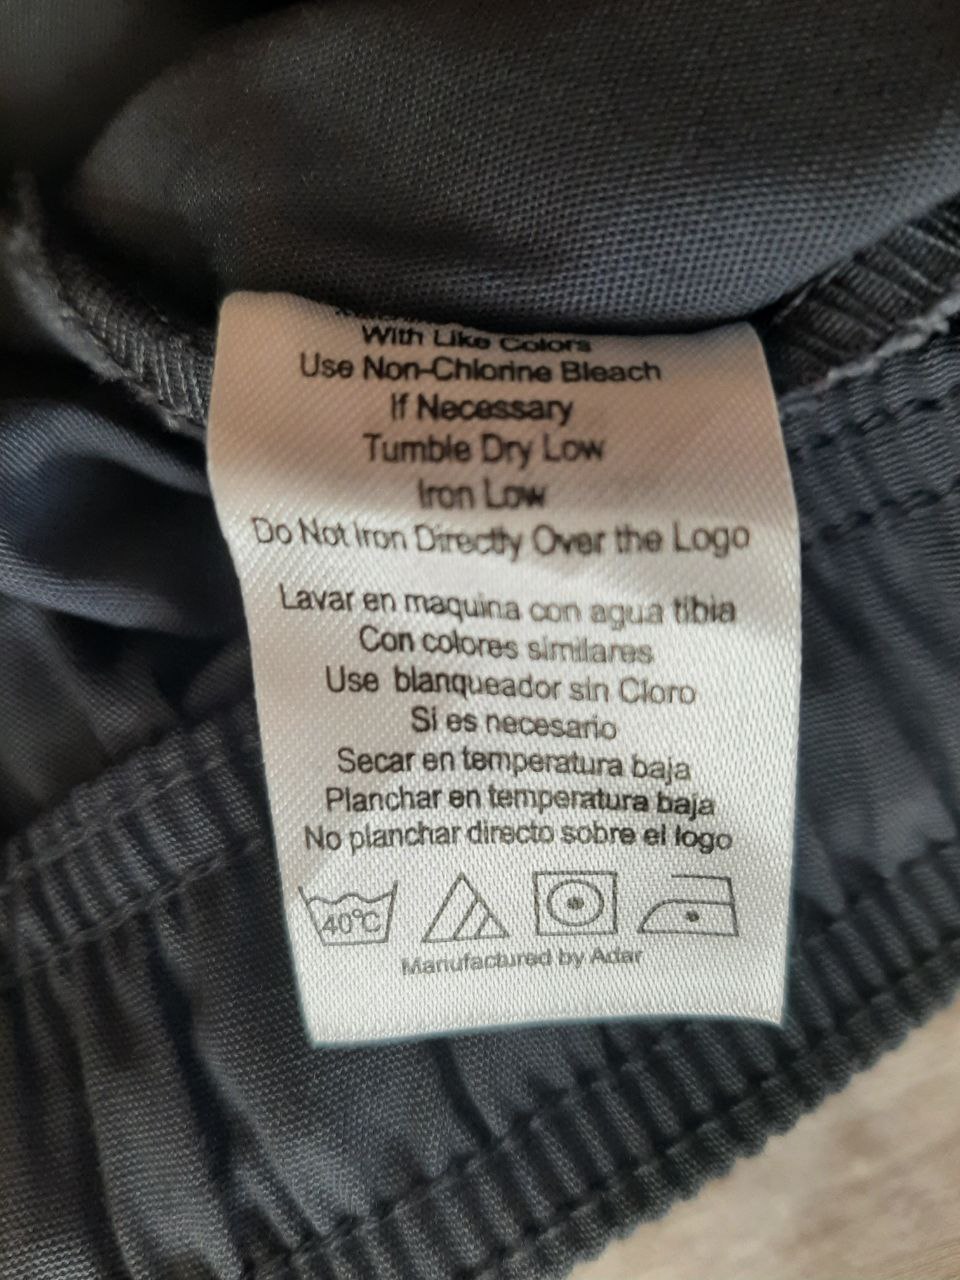 With Like Colors
Use Non-Chlorine Bleach
If Necessary
Tumble Dry Low
Iron Low
Do Not Iron Directly Over the Logo
Lavar en maquina con agua tibia
Con colores similares
Use blanqueador sin Cloro
Si es necesario
Secar en temperatura baja
Planchar en temperatura baja
No planchar directo sobre el logo
40°C
Manufactured by Adar